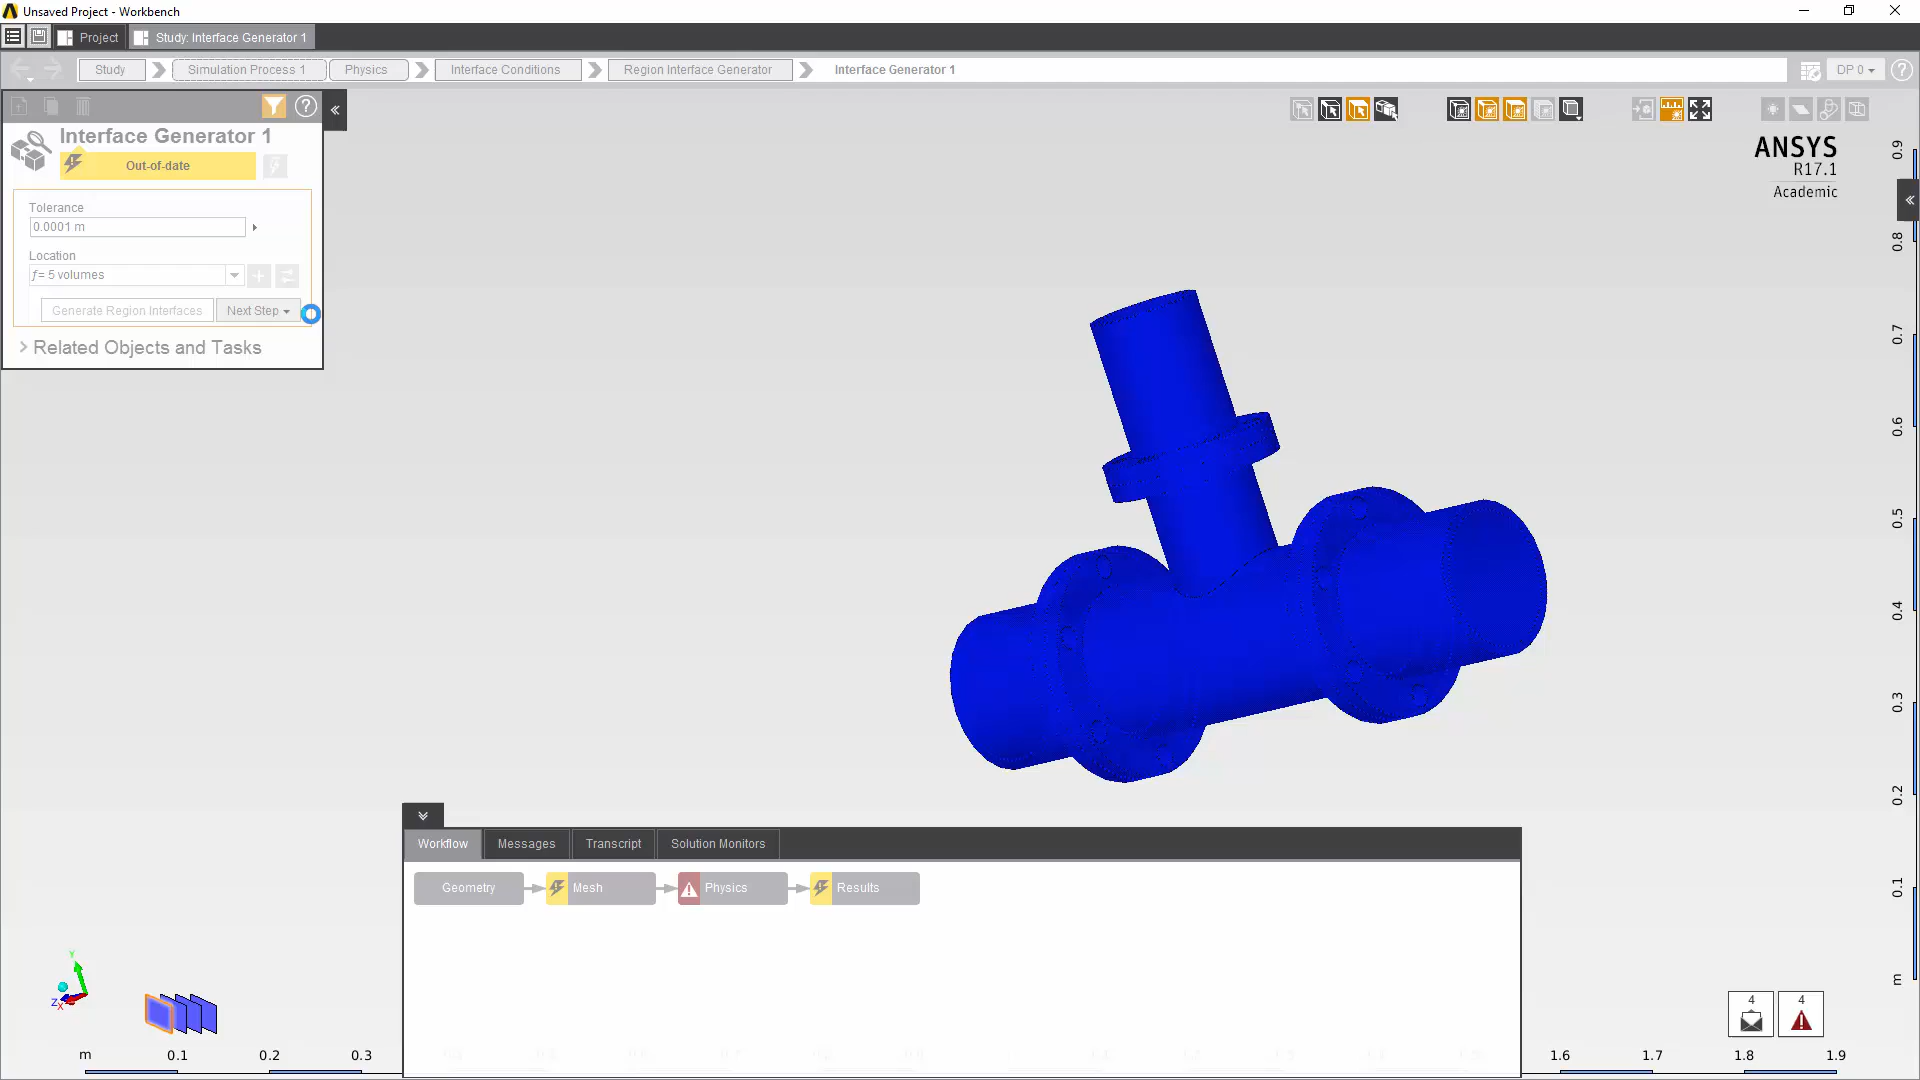 Unsaved Project - Workbench
Project
Study: Interface Generator 1
Study
Simulation Process 1
Physics
Interface Conditions
Region Interface Generator
Interface Generator 1
DP 0
?
?
Interface Generator 1
Out-of-date
Tolerance
0.0001 m
Location
ƒ= 5 volumes
Generate Region Interfaces
Next Step
Related Objects and Tasks
ANSYS
R17.1
Academic
0.9
0.8
0.7
0.6
0.5
0.4
0.3
0.2
0.1
m
Workflow
Messages
Transcript
Solution Monitors
Geometry
Mesh
Physics
Results
Y
Z
X
4
4
m
0.1
0.2
0.3
1.6
1.7
1.8
1.9